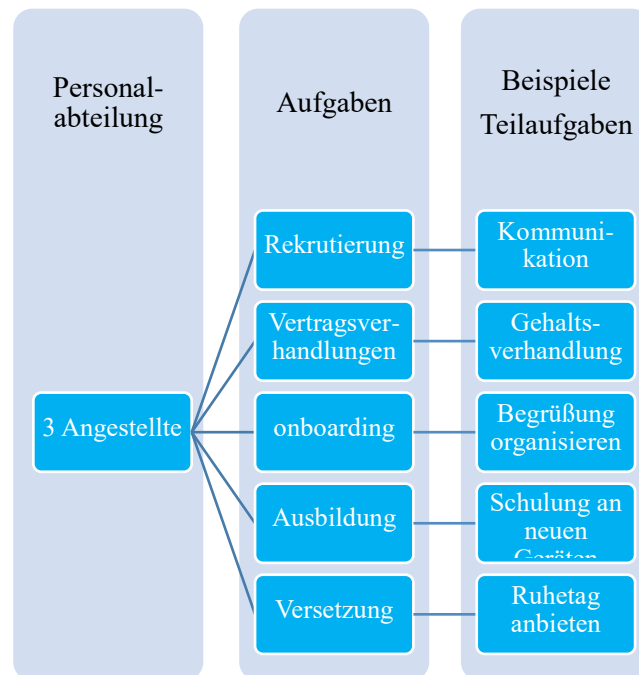 Personal-
abteilung
Aufgaben
Beispiele
Teilaufgaben
3 Angestellte
Rekrutierung
Kommuni-
kation
Vertragsver-
handlungen
Gehalts-
verhandlung
onboarding
Begrüßung
organisieren
Ausbildung
Schulung an
neuen
Geräten
Versetzung
Ruhetag
anbieten